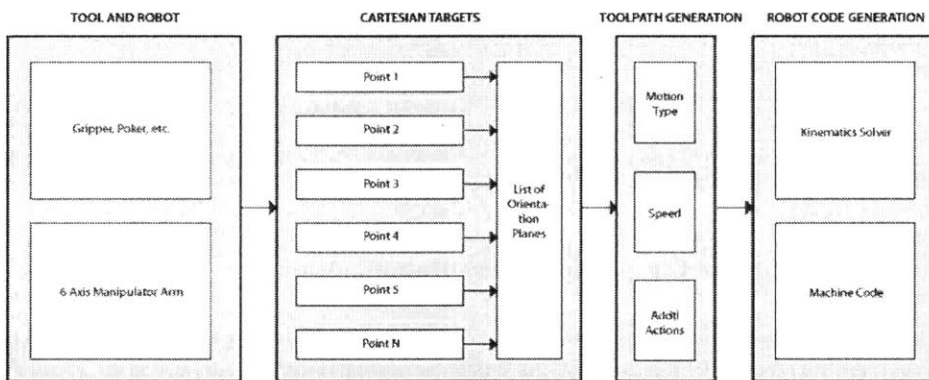 TOOL AND ROBOT
Gripper, Poker, etc.
6 Axis Manipulator Arm
CARTESIAN TARGETS
Point 1
Point 2
Point 3
Point 4
Point 5
Point N
List of
Orienta-
tion
Planes
TOOLPATH GENERATION
Motion
Type
Speed
Addtl
Actions
ROBOT CODE GENERATION
Kinematics Solver
Machine Code